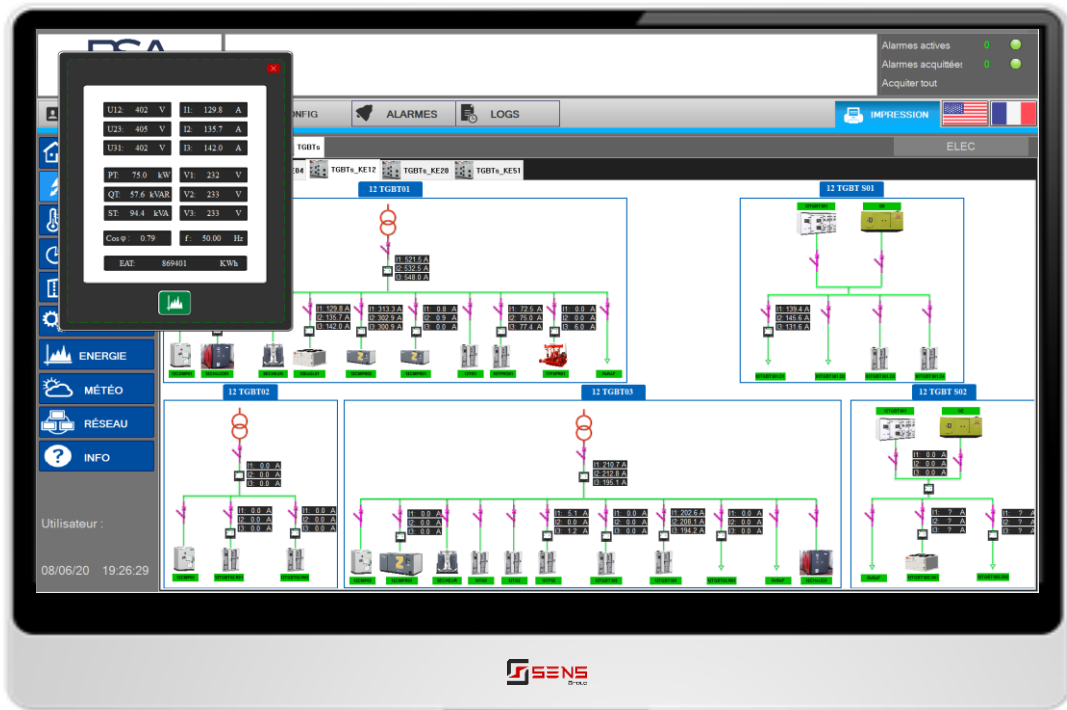 PSA
Alarmes actives 0
Alarmes acquittées 0
Acquiter tout
ALARMES
LOGS
IMPRESSION
TGBTs
ELEC
TGBTs_KE12
TGBTs_KE20
TGBTs_KE51
U12: 402 V I1: 129.8 A
U23: 405 V I2: 135.7 A
U31: 402 V I3: 142.0 A
PT: 75.0 kW V1: 232 V
QT: 57.6 kVAR V2: 233 V
ST: 94.4 kVA V3: 233 V
Cos φ : 0.79 f: 50.00 Hz
EAT: 869401 KWh
ENERGIE
MÉTÉO
RÉSEAU
INFO
Utilisateur :
08/06/20 19:26:29
12 TGBT01
I1: 521.5 A
I2: 532.5 A
I3: 548.0 A
I1: 129.8 A
I2: 135.7 A
I3: 142.0 A
I1: 313.3 A
I2: 302.9 A
I3: 300.9 A
I1: 0.8 A
I2: 0.9 A
I3: 0.0 A
I1: 72.5 A
I2: 75.0 A
I3: 77.4 A
I1: 0.0 A
I2: 0.0 A
I3: 6.0 A
12 TGBT S01
I1: 139.4 A
I2: 145.6 A
I3: 131.6 A
12 TGBT02
I1: 0.0 A
I2: 0.0 A
I3: 0.0 A
I1: 0.0 A
I2: 0.0 A
I3: 0.0 A
I1: 0.0 A
I2: 0.0 A
I3: 0.0 A
12 TGBT03
I1: 210.7 A
I2: 212.8 A
I3: 195.1 A
I1: 0.0 A
I2: 0.0 A
I3: 0.0 A
I1: 5.1 A
I2: 0.0 A
I3: 1.2 A
I1: 0.0 A
I2: 0.0 A
I3: 0.0 A
I1: 202.6 A
I2: 208.1 A
I3: 194.2 A
I1: 0.0 A
I2: 0.0 A
I3: 0.0 A
12 TGBT S02
I1: 0.0 A
I2: 0.0 A
I3: 0.0 A
I1: ? A
I2: ? A
I3: ? A
I1: ? A
I2: ? A
I3: ? A
SENS
Group